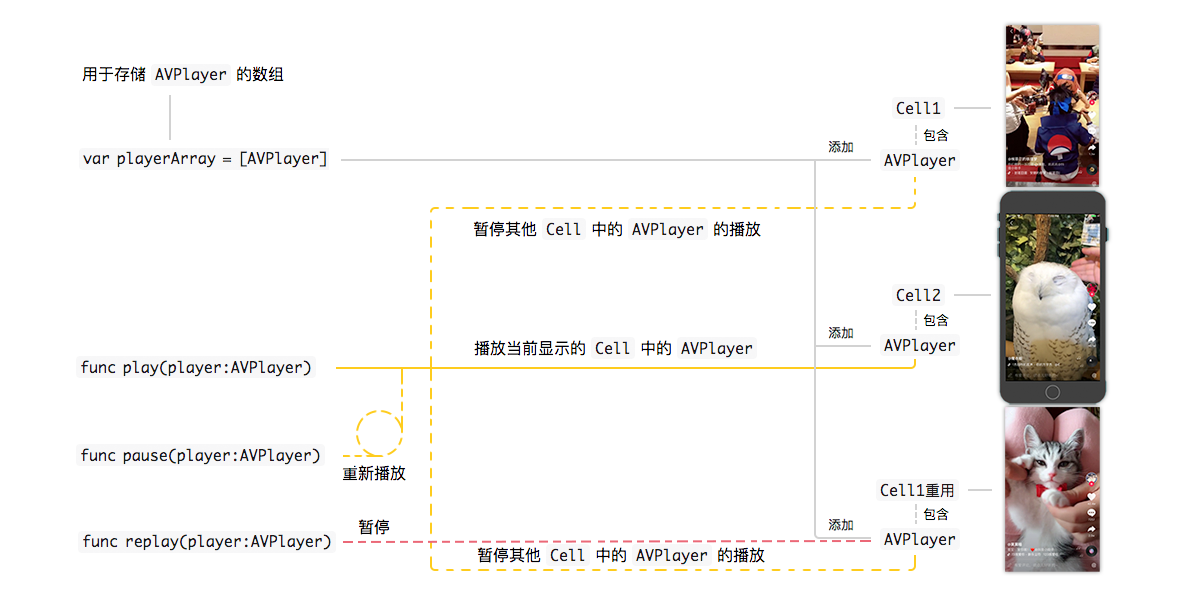 用于存储 AVPlayer 的数组
Cell1
包含
添加
var playerArray = [AVPlayer]
AVPlayer
暂停其他 Cell 中的 AVPlayer 的播放
Cell2
包含
添加
播放当前显示的 Cell 中的 AVPlayer
AVPlayer
func play(player:AVPlayer)
func pause(player:AVPlayer)
重新播放
Cell1重用
包含
添加
暂停
func replay(player:AVPlayer)
AVPlayer
暂停其他 Cell 中的 AVPlayer 的播放